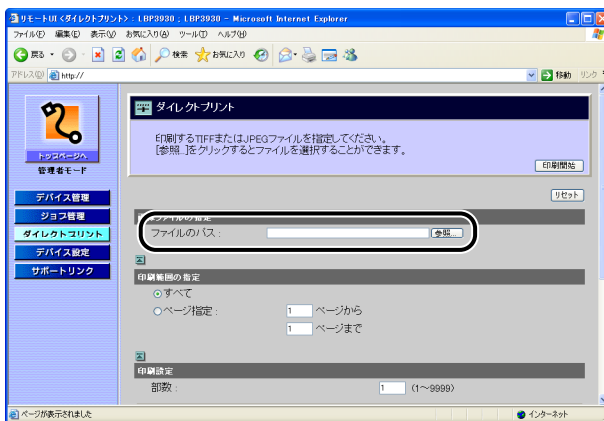 リモートUI <ダイレクトプリント> : LBP3930 ; LBP3930 - Microsoft Internet Explorer
ファイル(F) 編集(E) 表示(V) お気に入り(A) ツール(T) ヘルプ(H)
戻る 検索 お気に入り
アドレス(D) http:// 移動 リンク
トップページへ
管理者モード
デバイス管理
ジョブ管理
ダイレクトプリント
デバイス設定
サポートリンク
ダイレクトプリント
印刷するTIFFまたはJPEGファイルを指定してください。
[参照...]をクリックするとファイルを選択することができます。
印刷開始
リセット
ファイルの指定
ファイルのパス : 参照...
印刷範囲の指定
すべて
ページ指定 : 1 ページから
1 ページまで
印刷設定
部数 : 1 (1～9999)
ページが表示されました インターネット